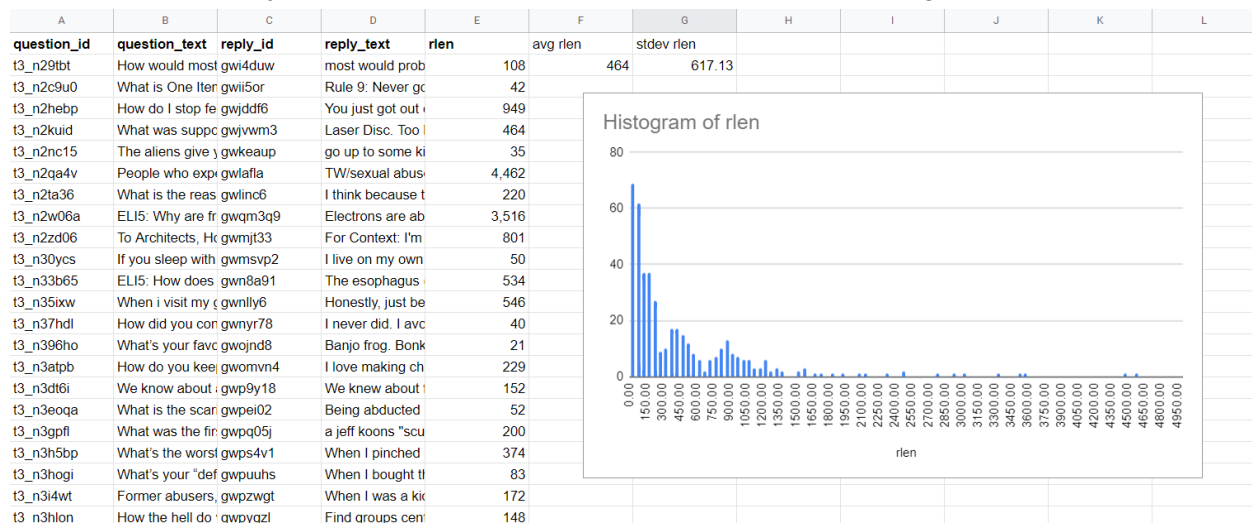 A B C D E F G H I J K L
question_id question_text reply_id reply_text rlen avg rlen stdev rlen
t3_n29tbt How would most gwi4duw most would prob 108 464 617.13
t3_n2c9u0 What is One Iten gwii5or Rule 9: Never go 42
t3_n2hebp How do I stop fe gwjddf6 You just got out 949
t3_n2kuid What was suppo gwjvwm3 Laser Disc. Too 464
t3_n2nc15 The aliens give y gwkeaup go up to some ki 35
t3_n2qa4v People who expe gwlafla TW/sexual abus 4,462
t3_n2ta36 What is the reas gwlinc6 I think because t 220
t3_n2w06a ELI5: Why are fr gwqm3q9 Electrons are ab 3,516
t3_n2zd06 To Architects, Ho gwmjt33 For Context: I'm 801
t3_n30ycs If you sleep with gwmsvp2 I live on my own 50
t3_n33b65 ELI5: How does gwn8a91 The esophagus 534
t3_n35ixw When i visit my g gwnlly6 Honestly, just be 546
t3_n37hdl How did you con gwnyr78 I never did. I avo 40
t3_n396ho What's your favo gwojnd8 Banjo frog. Bonk 21
t3_n3atpb How do you keep gwomvn4 I love making ch 229
t3_n3dt6i We know about gwp9y18 We knew about 152
t3_n3eoqa What is the scari gwpei02 Being abducted 52
t3_n3gpfl What was the firs gwpq05j a jeff koons "scu 200
t3_n3h5bp What's the worst gwps4v1 When I pinched 374
t3_n3hogi What's your "def gwpuuhs When I bought th 83
t3_n3i4wt Former abusers, gwpzwgt When I was a kid 172
t3_n3hlon How the hell do gwpygzl Find groups cent 148
Histogram of rlen
80
60
40
20
0
0.00 150.00 300.00 450.00 600.00 750.00 900.00 1050.00 1200.00 1350.00 1500.00 1650.00 1800.00 1950.00 2100.00 2250.00 2400.00 2550.00 2700.00 2850.00 3000.00 3150.00 3300.00 3450.00 3600.00 3750.00 3900.00 4050.00 4200.00 4350.00 4500.00 4650.00 4800.00 4950.00
rlen